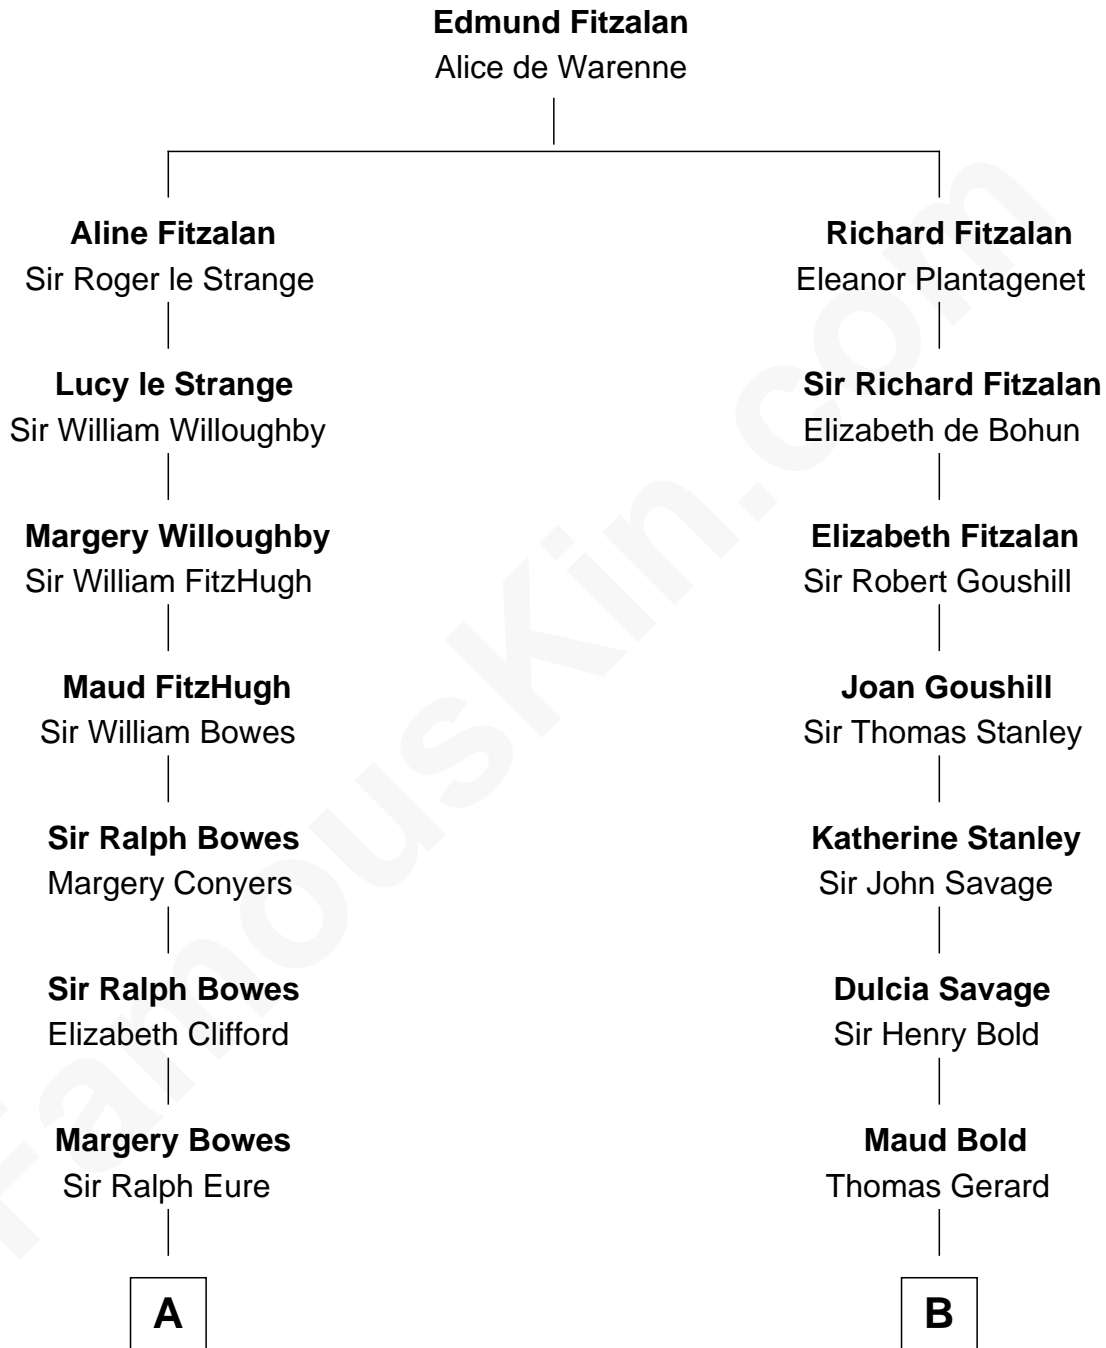 Edmund Fitzalan
Alice de Warenne
Aline Fitzalan
Sir Roger le Strange
Richard Fitzalan
Eleanor Plantagenet
Lucy le Strange
Sir William Willoughby
Sir Richard Fitzalan
Elizabeth de Bohun
Margery Willoughby
Sir William FitzHugh
Elizabeth Fitzalan
Sir Robert Goushill
Maud FitzHugh
Sir William Bowes
Joan Goushill
Sir Thomas Stanley
Sir Ralph Bowes
Margery Conyers
Katherine Stanley
Sir John Savage
Sir Ralph Bowes
Elizabeth Clifford
Dulcia Savage
Sir Henry Bold
Margery Bowes
Sir Ralph Eure
Maud Bold
Thomas Gerard
A
B
FamousKin.com